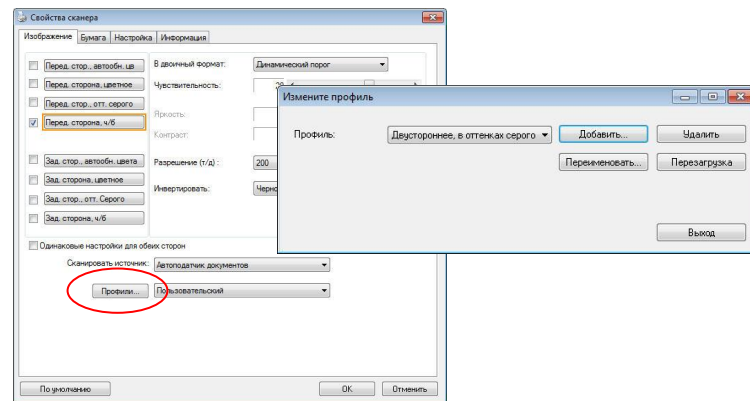 Свойства сканера
Изображение Бумага Настройка Информация
Перед. стор., автообн. цв
Перед. сторона, цветное
Перед. стор., отт. серого
Перед. сторона, ч/б
Зад. стор., автообн. цвета
Зад. сторона, цветное
Зад. стор., отт. Серого
Зад. сторона, ч/б
В двоичный формат: Динамический порог
Чувствительность:
Яркость:
Контраст:
Разрешение (т/д) : 200
Инвертировать:
Одинаковые настройки для обеих сторон
Сканировать источник: Автоподатчик документов
Профили... Пользовательский
По умолчанию OK Отменить
Измените профиль
Профиль: Двустороннее, в оттенках серого Добавить... Удалить
Переименовать... Перезагрузка
Выход